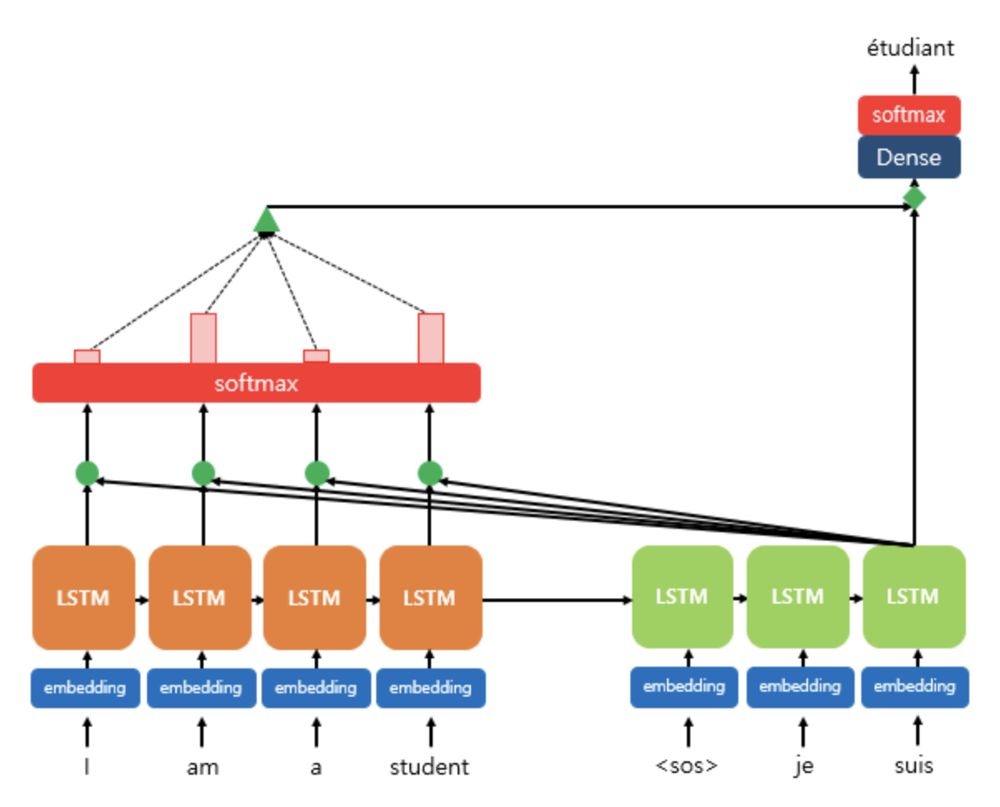 étudiant
softmax
Dense
softmax
LSTM LSTM LSTM LSTM LSTM LSTM LSTM
embedding embedding embedding embedding embedding embedding embedding
I am a student <sos> je suis